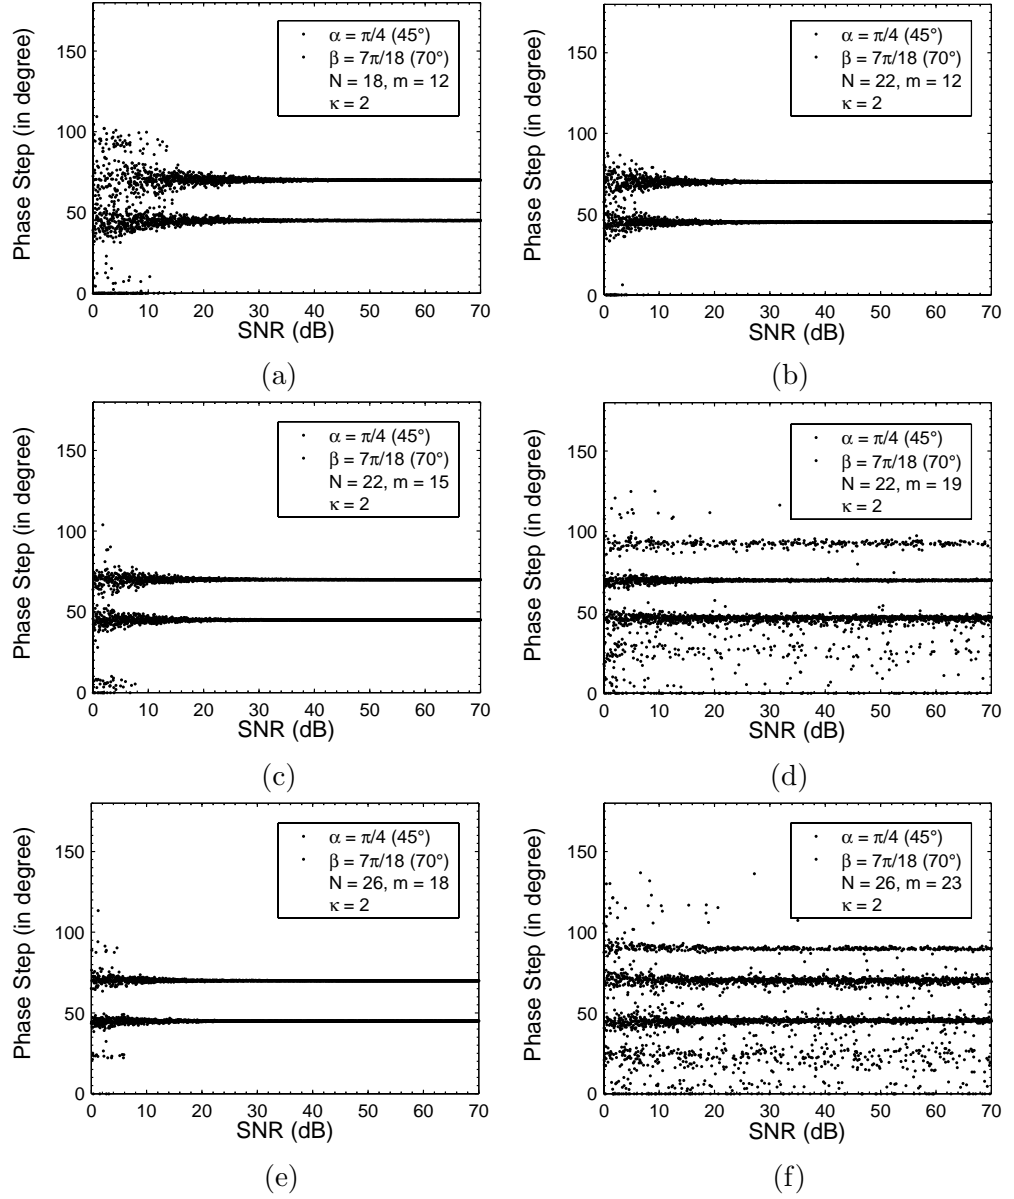 Phase Step (in degree)
150
100
50
0
α = π/4 (45°)
β = 7π/18 (70°)
N = 18, m = 12
κ = 2
0 10 20 30 40 50 60 70
SNR (dB)
(a)
Phase Step (in degree)
150
100
50
0
α = π/4 (45°)
β = 7π/18 (70°)
N = 22, m = 12
κ = 2
0 10 20 30 40 50 60 70
SNR (dB)
(b)
Phase Step (in degree)
150
100
50
0
α = π/4 (45°)
β = 7π/18 (70°)
N = 22, m = 15
κ = 2
0 10 20 30 40 50 60 70
SNR (dB)
(c)
Phase Step (in degree)
150
100
50
0
α = π/4 (45°)
β = 7π/18 (70°)
N = 22, m = 19
κ = 2
0 10 20 30 40 50 60 70
SNR (dB)
(d)
Phase Step (in degree)
150
100
50
0
α = π/4 (45°)
β = 7π/18 (70°)
N = 26, m = 18
κ = 2
0 10 20 30 40 50 60 70
SNR (dB)
(e)
Phase Step (in degree)
150
100
50
0
α = π/4 (45°)
β = 7π/18 (70°)
N = 26, m = 23
κ = 2
0 10 20 30 40 50 60 70
SNR (dB)
(f)